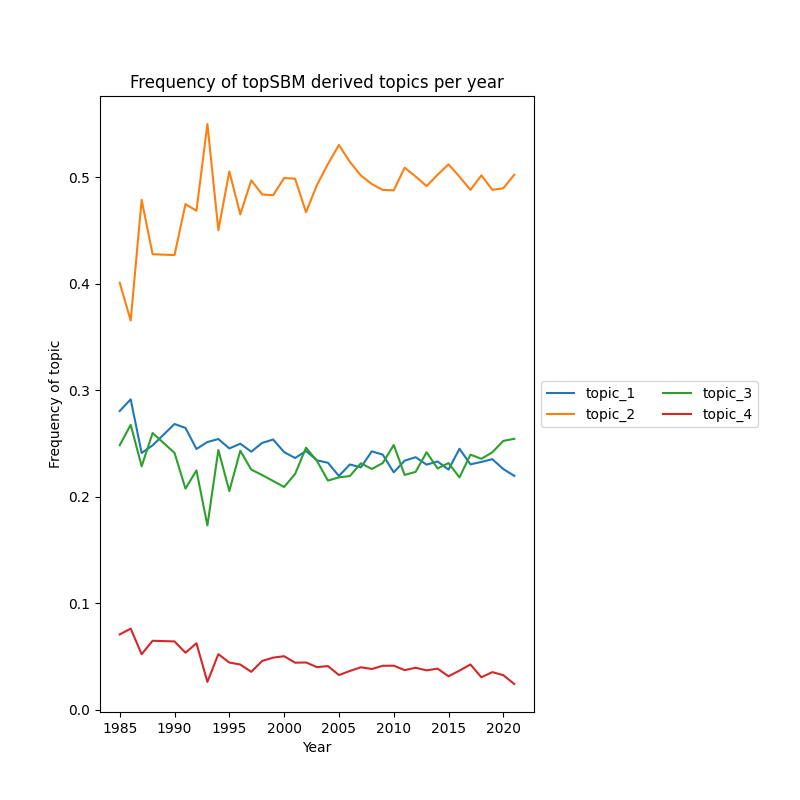 Frequency of topSBM derived topics per year
Frequency of topic
0.5
0.4
0.3
0.2
0.1
0.0
1985 1990 1995 2000 2005 2010 2015 2020
Year
topic_1 topic_3
topic_2 topic_4